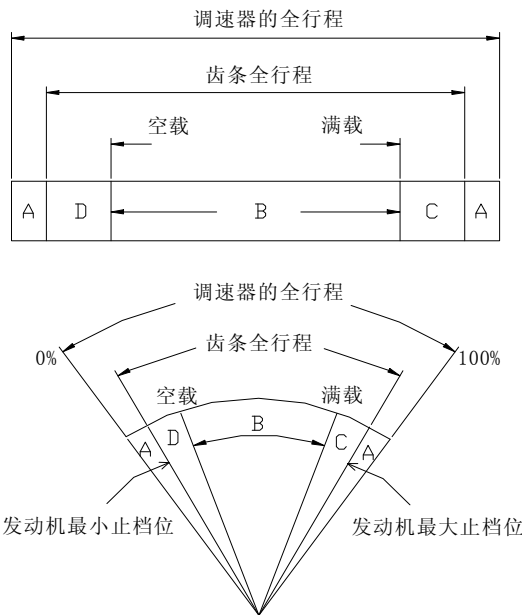 调速器的全行程
齿条全行程
空载 满载
A D B C A
调速器的全行程
0% 齿条全行程 100%
空载 满载
A D B C A
发动机最小止档位 发动机最大止档位